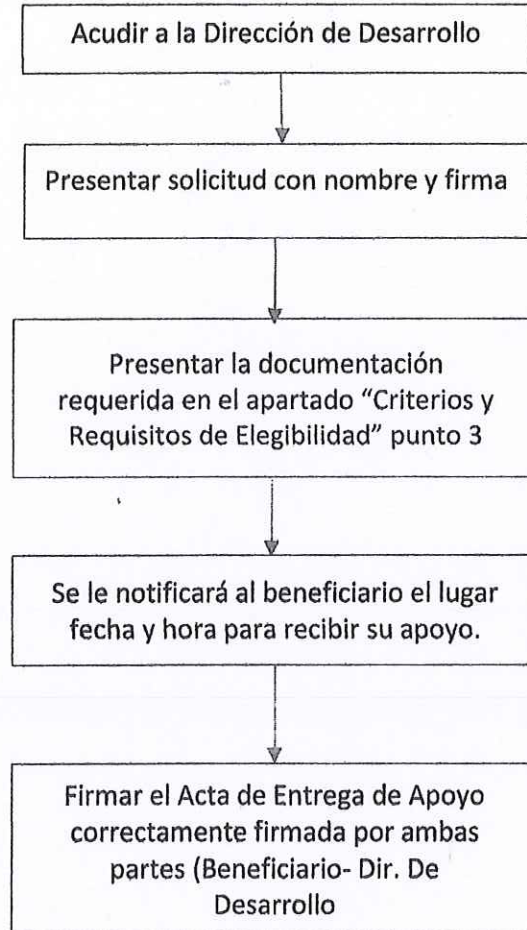 Acudir a la Dirección de Desarrollo
Presentar solicitud con nombre y firma
Presentar la documentación
requerida en el apartado “Criterios y
Requisitos de Elegibilidad” punto 3
Se le notificará al beneficiario el lugar
fecha y hora para recibir su apoyo.
Firmar el Acta de Entrega de Apoyo
correctamente firmada por ambas
partes (Beneficiario- Dir. De
Desarrollo